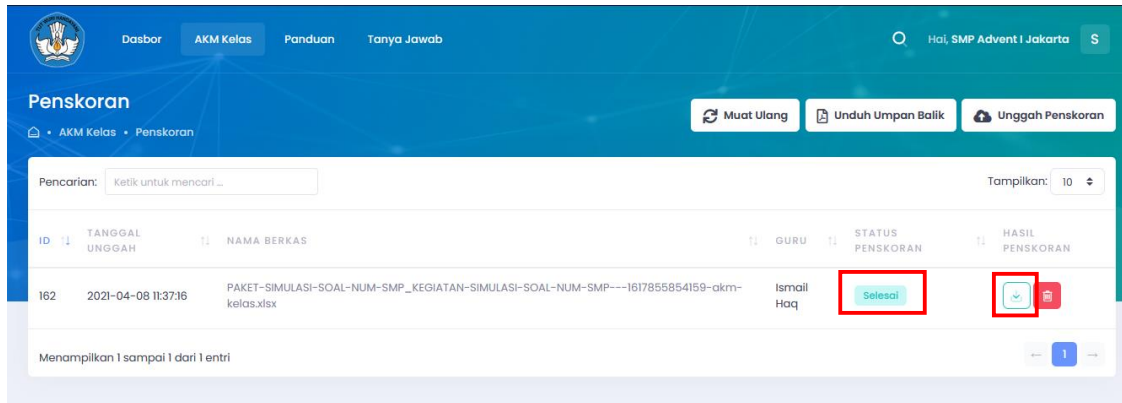 Dasbor AKM Kelas Panduan Tanya Jawab Hai, SMP Advent I Jakarta S
Penskoran
AKM Kelas • Penskoran
Muat Ulang Unduh Umpan Balik Unggah Penskoran
Pencarian: Ketik untuk mencari ... Tampilkan: 10
ID TANGGAL UNGGAH NAMA BERKAS GURU STATUS PENSKORAN HASIL PENSKORAN
162 2021-04-08 11:37:16 PAKET-SIMULASI-SOAL-NUM-SMP_KEGIATAN-SIMULASI-SOAL-NUM-SMP---1617855854159-akm-kelas.xlsx Ismail Haq Selesai
Menampilkan 1 sampai 1 dari 1 entri ← 1 →